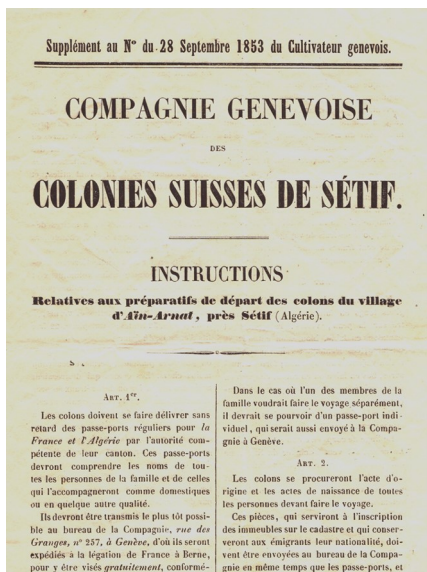 Supplément au No du 28 Septembre 1853 du Cultivateur genevois.
COMPAGNIE GENEVOISE
DES
COLONIES SUISSES DE SÉTIF.
INSTRUCTIONS
Relatives aux préparatifs de départ des colons du village
d'Aïn-Arnat, près Sétif (Algérie).
ART. 1er.
Les colons doivent se faire délivrer sans
retard des passe-ports réguliers pour la
France et l'Algérie par l'autorité com-
pétente de leur canton. Ces passe-ports
devront comprendre les noms de tou-
tes les personnes de la famille et de celles
qui l'accompagneront comme domestiques
ou en quelque autre qualité.
Ils devront être transmis le plus tôt possi-
ble au bureau de la Compagnie, rue des
Granges, no 257, à Genève, d'où ils seront
expédiés à la légation de France à Berne,
pour y être visés gratuitement, conformé-
Dans le cas où l'un des membres de la
famille voudrait faire le voyage séparément,
il devrait se pourvoir d'un passe-port indi-
viduel, qui serait aussi envoyé à la Compa-
gnie à Genève.
ART. 2.
Les colons se procureront l'acte d'o-
rigine et les actes de naissance de toutes
les personnes devant faire le voyage.
Ces pièces, qui serviront à l'inscription
des immeubles sur le cadastre et qui conser-
veront aux émigrants leur nationalité, doi-
vent être envoyées au bureau de la Compa-
gnie en même temps que les passe-ports, et